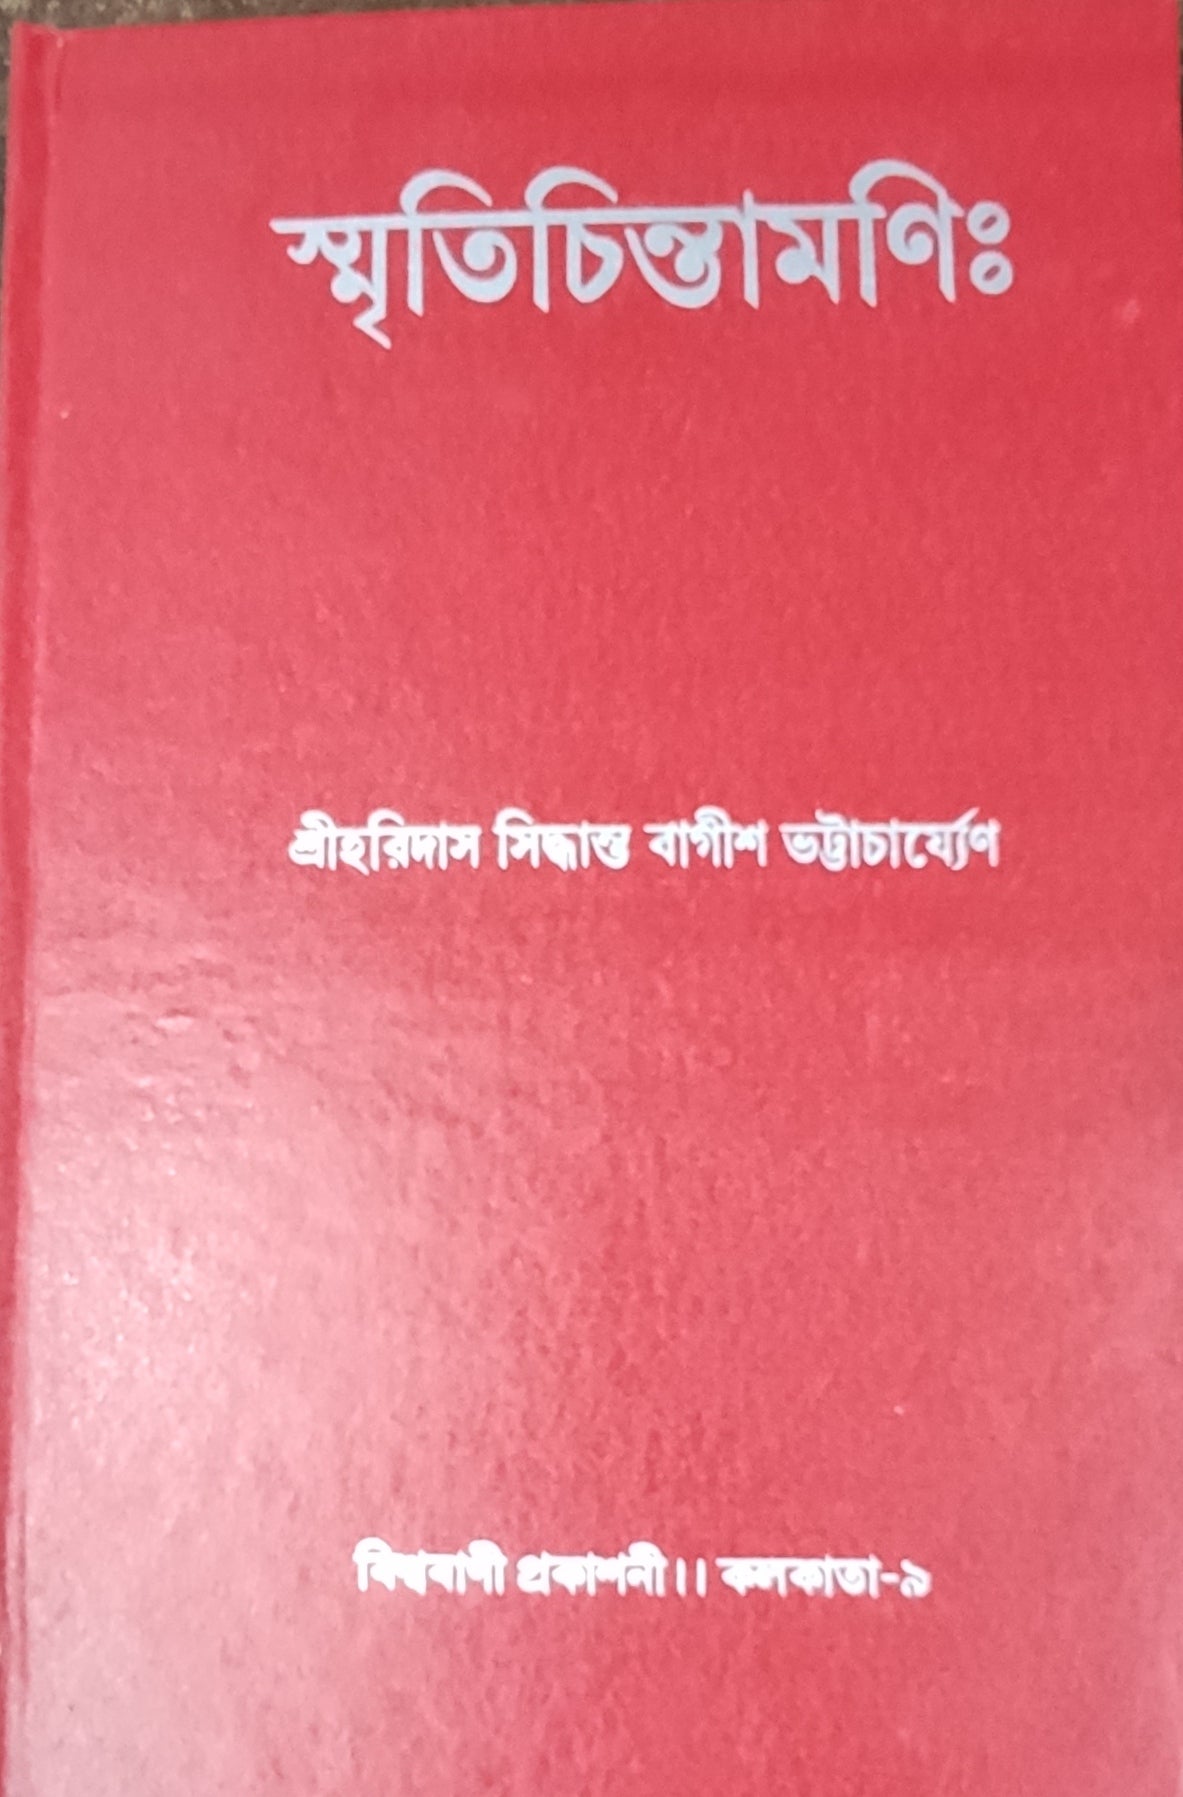 স্মৃতিচিন্তামণিঃ
শ্রীহরিদাস সিদ্ধান্ত বাগীশ ভট্টাচার্য্যেণ
বিশ্ববাণী প্রকাশনী।। কলকাতা-৯